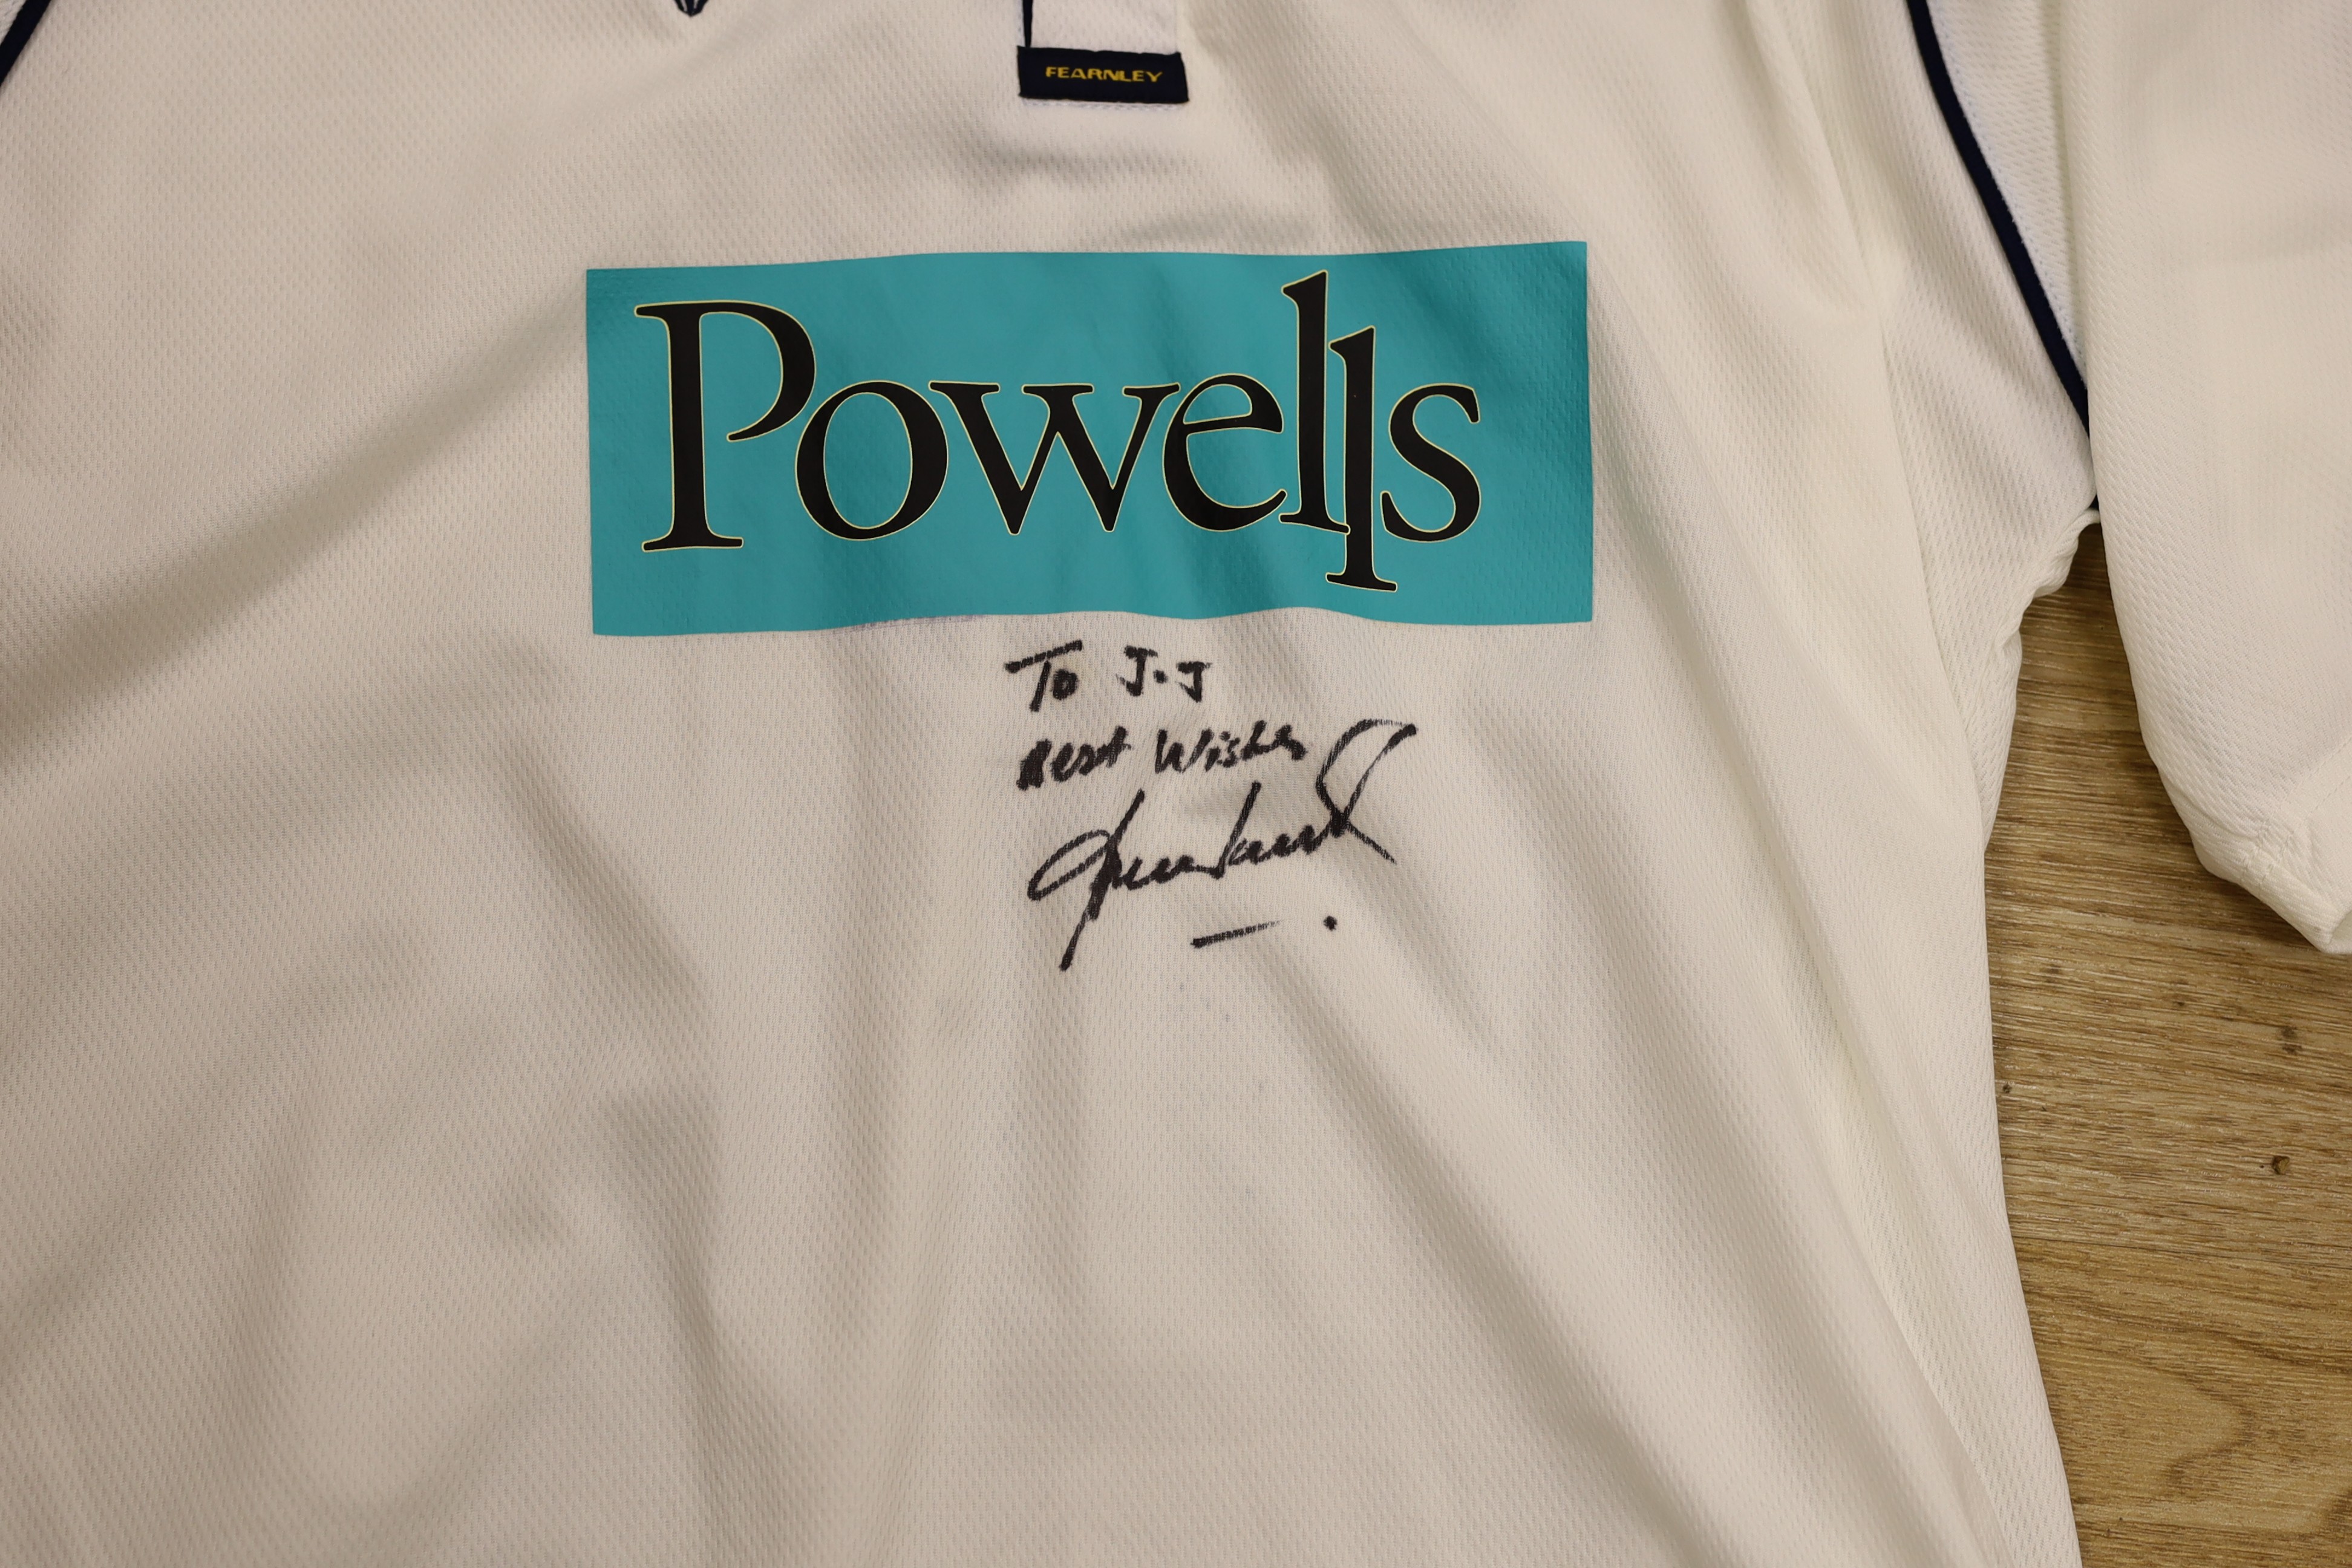 FEARNLEY
Powells
To J.J
Best Wishes